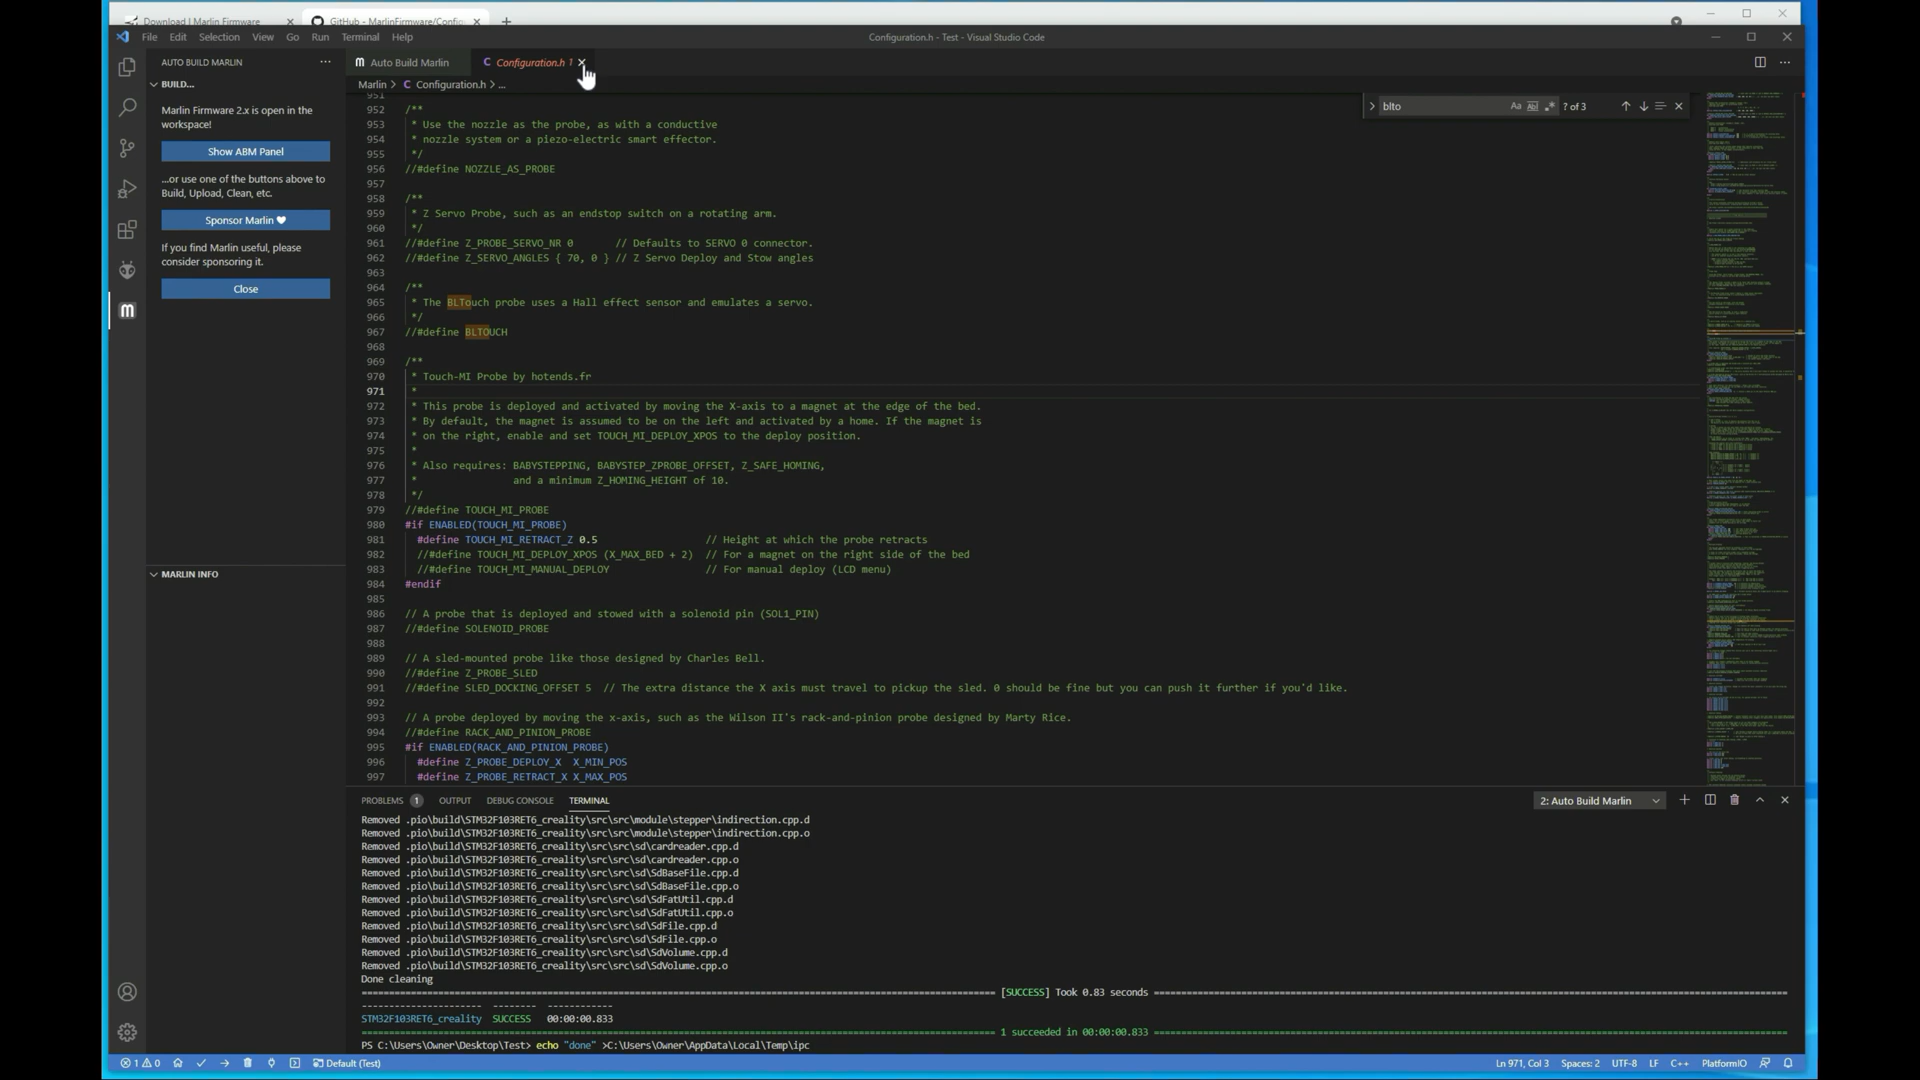 Download | Marlin Firmware
GitHub - MarlinFirmware/Config
File Edit Selection View Go Run Terminal Help
Configuration.h - Test - Visual Studio Code
AUTO BUILD MARLIN
Auto Build Marlin
Configuration.h 1
BUILD...
Marlin > C Configuration.h > ...
Marlin Firmware 2.x is open in the
workspace!
Show ABM Panel
...or use one of the buttons above to
Build, Upload, Clean, etc.
Sponsor Marlin
If you find Marlin useful, please
consider sponsoring it.
Close
MARLIN INFO
blto
? of 3
951
952 /**
953 * Use the nozzle as the probe, as with a conductive
954 * nozzle system or a piezo-electric smart effector.
955 */
956 //#define NOZZLE_AS_PROBE
957
958 /**
959 * Z Servo Probe, such as an endstop switch on a rotating arm.
960 */
961 //#define Z_PROBE_SERVO_NR 0 // Defaults to SERVO 0 connector.
962 //#define Z_SERVO_ANGLES { 70, 0 } // Z Servo Deploy and Stow angles
963
964 /**
965 * The BLTouch probe uses a Hall effect sensor and emulates a servo.
966 */
967 //#define BLTOUCH
968
969 /**
970 * Touch-MI Probe by hotends.fr
971 *
972 * This probe is deployed and activated by moving the X-axis to a magnet at the edge of the bed.
973 * By default, the magnet is assumed to be on the left and activated by a home. If the magnet is
974 * on the right, enable and set TOUCH_MI_DEPLOY_XPOS to the deploy position.
975 *
976 * Also requires: BABYSTEPPING, BABYSTEP_ZPROBE_OFFSET, Z_SAFE_HOMING,
977 * and a minimum Z_HOMING_HEIGHT of 10.
978 */
979 //#define TOUCH_MI_PROBE
980 #if ENABLED(TOUCH_MI_PROBE)
981 #define TOUCH_MI_RETRACT_Z 0.5 // Height at which the probe retracts
982 //#define TOUCH_MI_DEPLOY_XPOS (X_MAX_BED + 2) // For a magnet on the right side of the bed
983 //#define TOUCH_MI_MANUAL_DEPLOY // For manual deploy (LCD menu)
984 #endif
985
986 // A probe that is deployed and stowed with a solenoid pin (SOL1_PIN)
987 //#define SOLENOID_PROBE
988
989 // A sled-mounted probe like those designed by Charles Bell.
990 //#define Z_PROBE_SLED
991 //#define SLED_DOCKING_OFFSET 5 // The extra distance the X axis must travel to pickup the sled. 0 should be fine but you can push it further if you'd like.
992
993 // A probe deployed by moving the x-axis, such as the Wilson II's rack-and-pinion probe designed by Marty Rice.
994 //#define RACK_AND_PINION_PROBE
995 #if ENABLED(RACK_AND_PINION_PROBE)
996 #define Z_PROBE_DEPLOY_X X_MIN_POS
997 #define Z_PROBE_RETRACT_X X_MAX_POS
PROBLEMS 1 OUTPUT DEBUG CONSOLE TERMINAL
2: Auto Build Marlin
Removed .pio\build\STM32F103RET6_creality\src\src\module\stepper\indirection.cpp.d
Removed .pio\build\STM32F103RET6_creality\src\src\module\stepper\indirection.cpp.o
Removed .pio\build\STM32F103RET6_creality\src\src\sd\cardreader.cpp.d
Removed .pio\build\STM32F103RET6_creality\src\src\sd\cardreader.cpp.o
Removed .pio\build\STM32F103RET6_creality\src\src\sd\SdBaseFile.cpp.d
Removed .pio\build\STM32F103RET6_creality\src\src\sd\SdBaseFile.cpp.o
Removed .pio\build\STM32F103RET6_creality\src\src\sd\SdFatUtil.cpp.d
Removed .pio\build\STM32F103RET6_creality\src\src\sd\SdFatUtil.cpp.o
Removed .pio\build\STM32F103RET6_creality\src\src\sd\SdFile.cpp.d
Removed .pio\build\STM32F103RET6_creality\src\src\sd\SdFile.cpp.o
Removed .pio\build\STM32F103RET6_creality\src\src\sd\SdVolume.cpp.d
Removed .pio\build\STM32F103RET6_creality\src\src\sd\SdVolume.cpp.o
Done cleaning
[SUCCESS] Took 0.83 seconds
STM32F103RET6_creality SUCCESS 00:00:00.833
1 succeeded in 00:00:00.833
PS C:\Users\Owner\Desktop\Test> echo "done" >C:\Users\Owner\AppData\Local\Temp\ipc
1 0 Default (Test)
Ln 971, Col 3 Spaces: 2 UTF-8 LF C++ PlatformIO